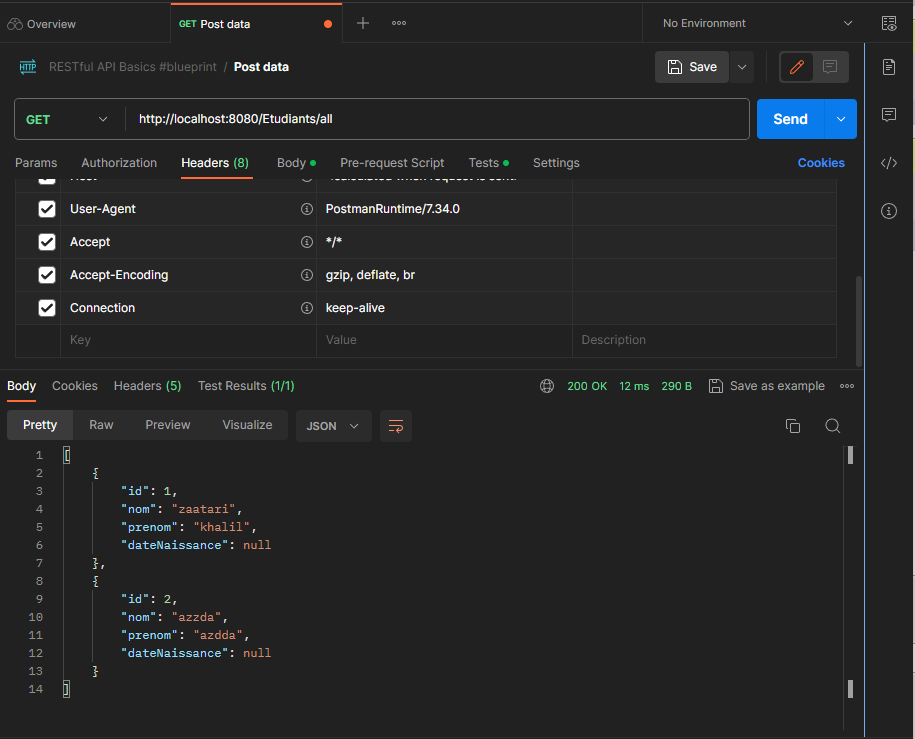 Overview
GET Post data
No Environment
HTTP RESTful API Basics #blueprint / Post data
Save
GET http://localhost:8080/Etudiants/all
Send
Params Authorization Headers (8) Body Pre-request Script Tests Settings Cookies
User-Agent PostmanRuntime/7.34.0
Accept */*
Accept-Encoding gzip, deflate, br
Connection keep-alive
Key Value Description
Body Cookies Headers (5) Test Results (1/1) 200 OK 12 ms 290 B Save as example
Pretty Raw Preview Visualize JSON
1 [
2 {
3 "id": 1,
4 "nom": "zaatari",
5 "prenom": "khalil",
6 "dateNaissance": null
7 },
8 {
9 "id": 2,
10 "nom": "azzda",
11 "prenom": "azdda",
12 "dateNaissance": null
13 }
14 ]